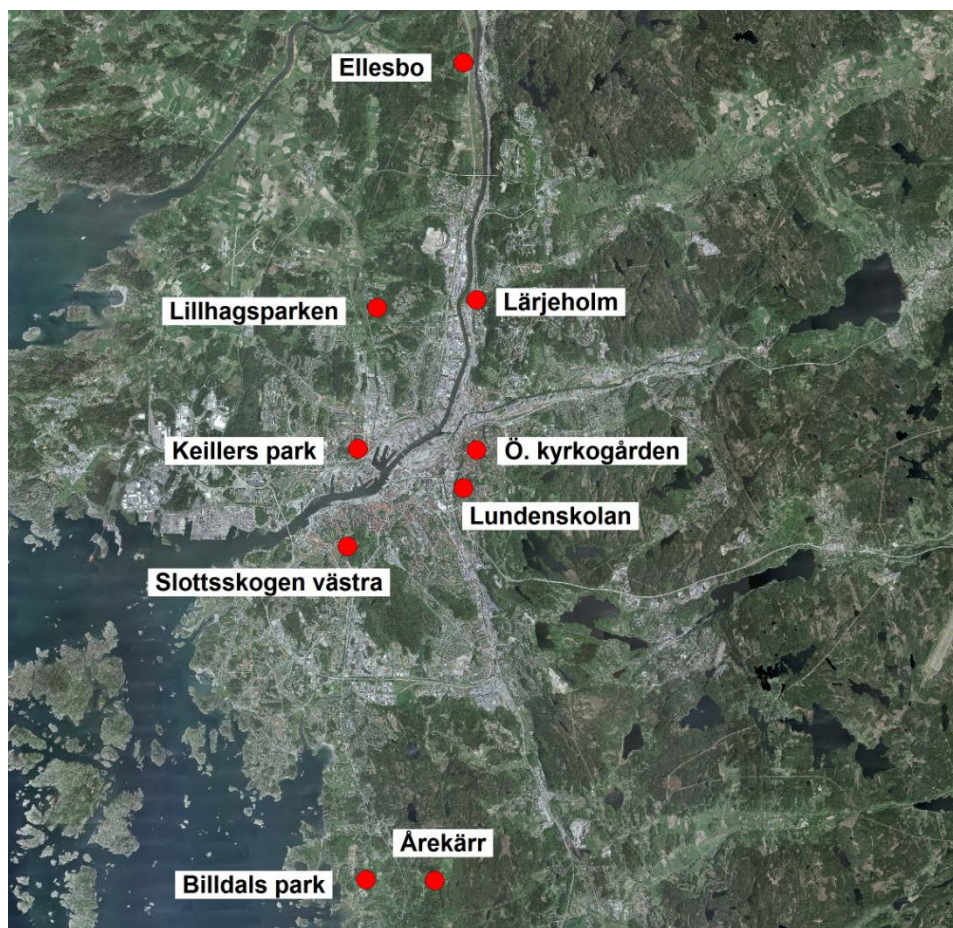 Ellesbo
Lillhagsparken
Lärjeholm
Keillers park
Ö. kyrkogården
Lundenskolan
Slottsskogen västra
Årekärr
Billdals park